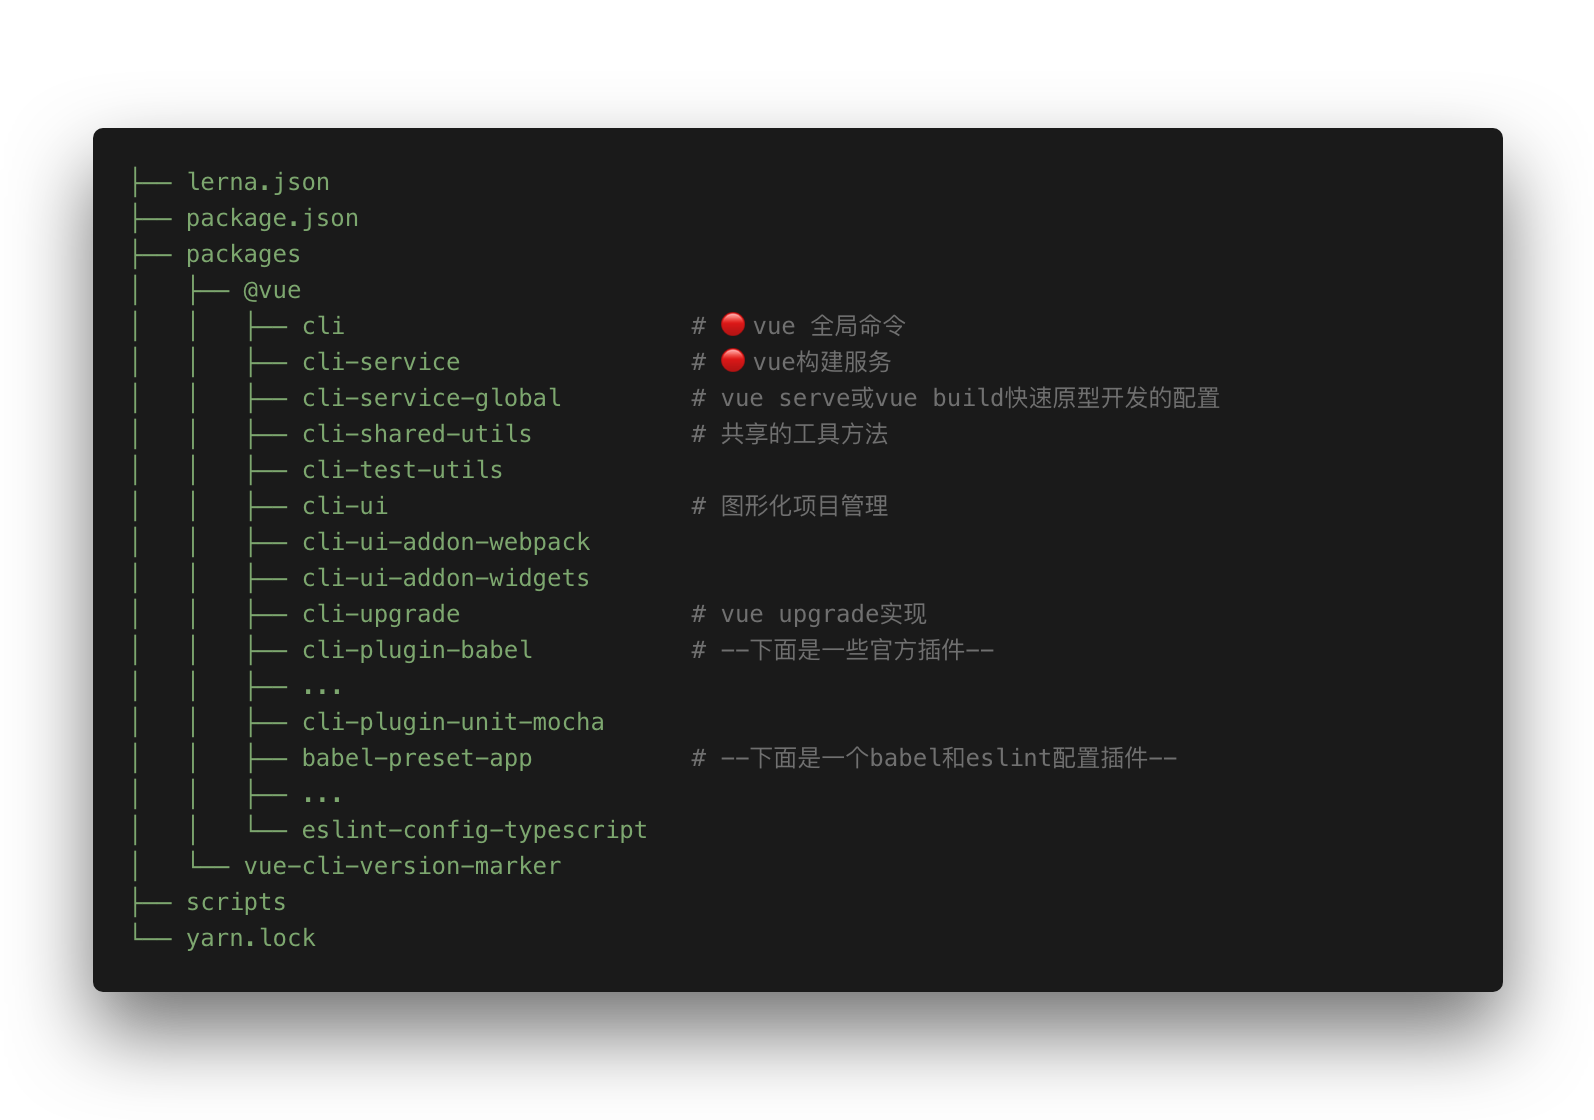 ├── lerna.json
├── package.json
├── packages
│   ├── @vue
│   │   ├── cli                        # 🔴 vue 全局命令
│   │   ├── cli-service                # 🔴 vue构建服务
│   │   ├── cli-service-global         # vue serve或vue build快速原型开发的配置
│   │   ├── cli-shared-utils           # 共享的工具方法
│   │   ├── cli-test-utils
│   │   ├── cli-ui                     # 图形化项目管理
│   │   ├── cli-ui-addon-webpack
│   │   ├── cli-ui-addon-widgets
│   │   ├── cli-upgrade                # vue upgrade实现
│   │   ├── cli-plugin-babel           # --下面是一些官方插件--
│   │   ├── ...
│   │   ├── cli-plugin-unit-mocha
│   │   ├── babel-preset-app           # --下面是一个babel和eslint配置插件--
│   │   ├── ...
│   │   └── eslint-config-typescript
│   └── vue-cli-version-marker
├── scripts
└── yarn.lock